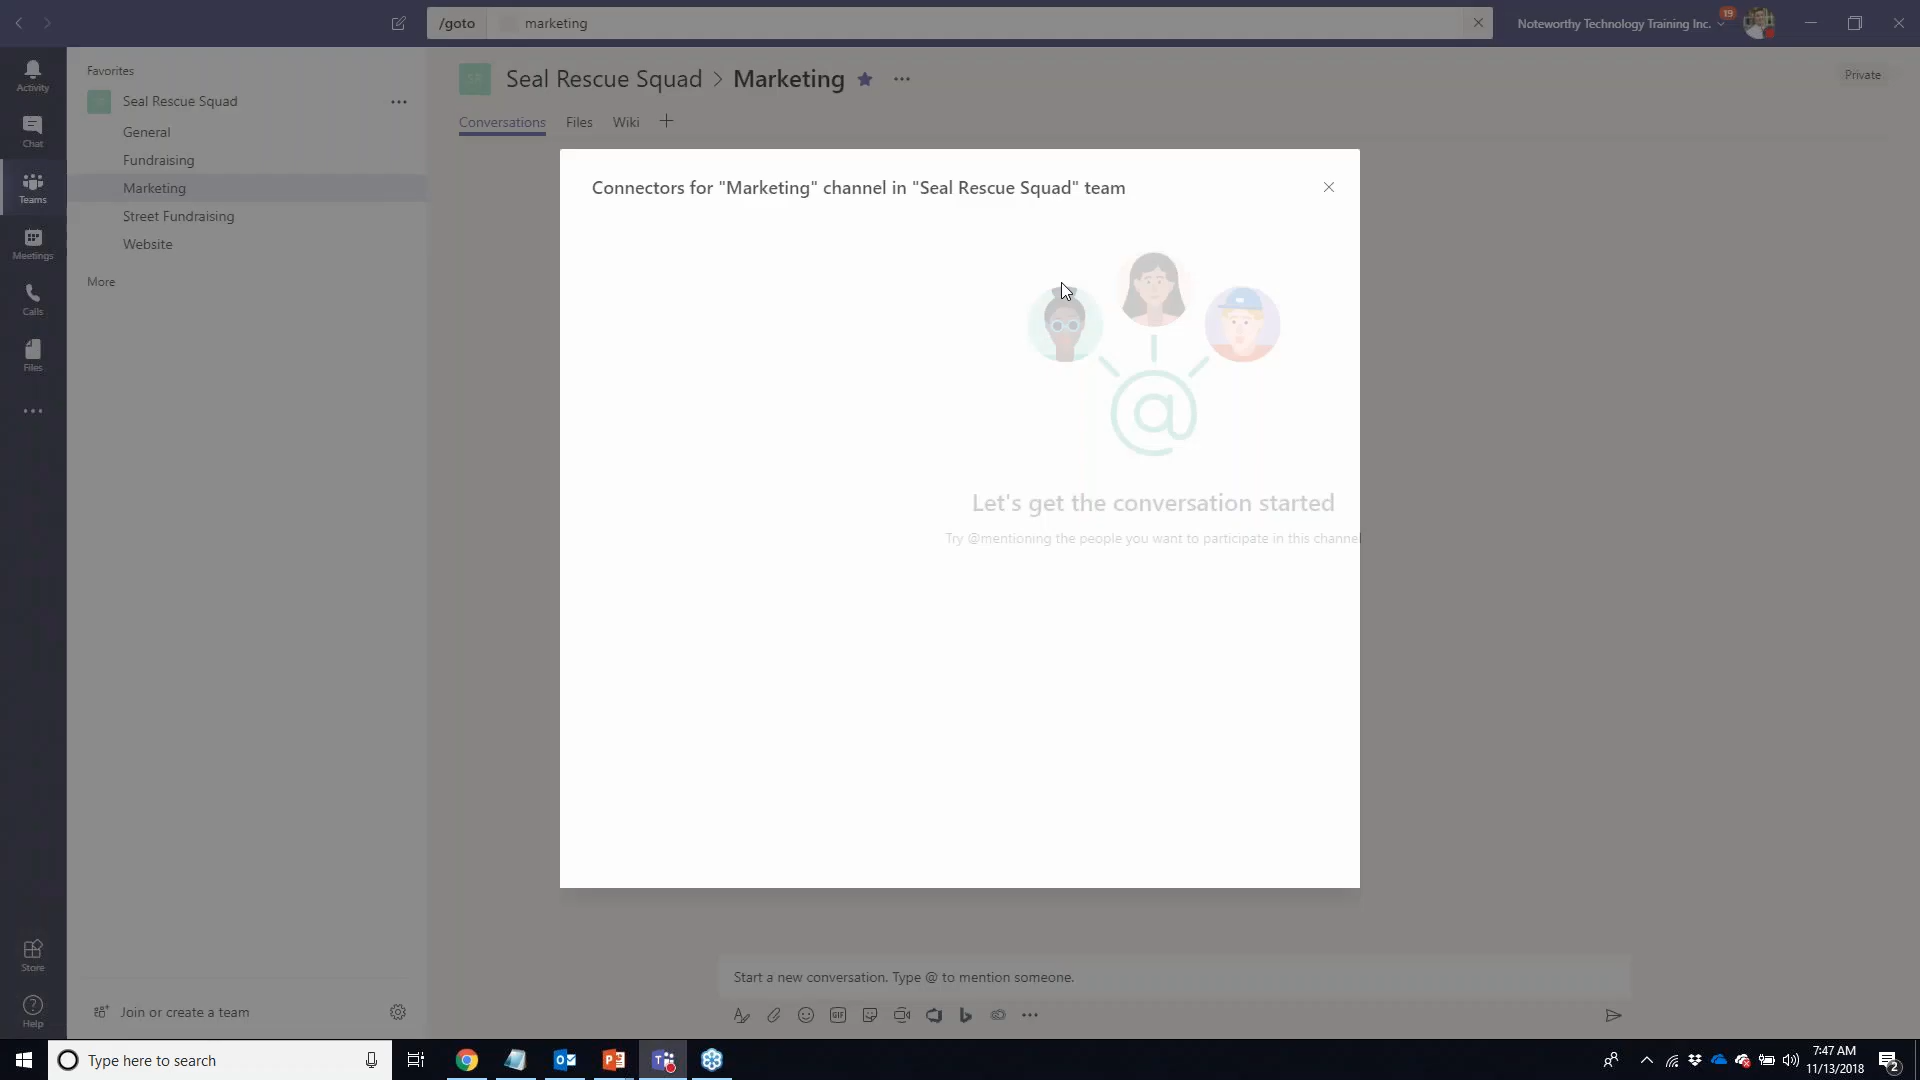 /goto marketing
Noteworthy Technology Training Inc.
19
Activity
Chat
Teams
Meetings
Calls
Files
Store
Help
Favorites
Seal Rescue Squad
General
Fundraising
Marketing
Street Fundraising
Website
More
Join or create a team
Seal Rescue Squad > Marketing
Private
Conversations Files Wiki
Connectors for "Marketing" channel in "Seal Rescue Squad" team
@
Let's get the conversation started
Try @mentioning the people you want to participate in this channel
Start a new conversation. Type @ to mention someone.
GIF
Type here to search
7:47 AM
11/13/2018
2